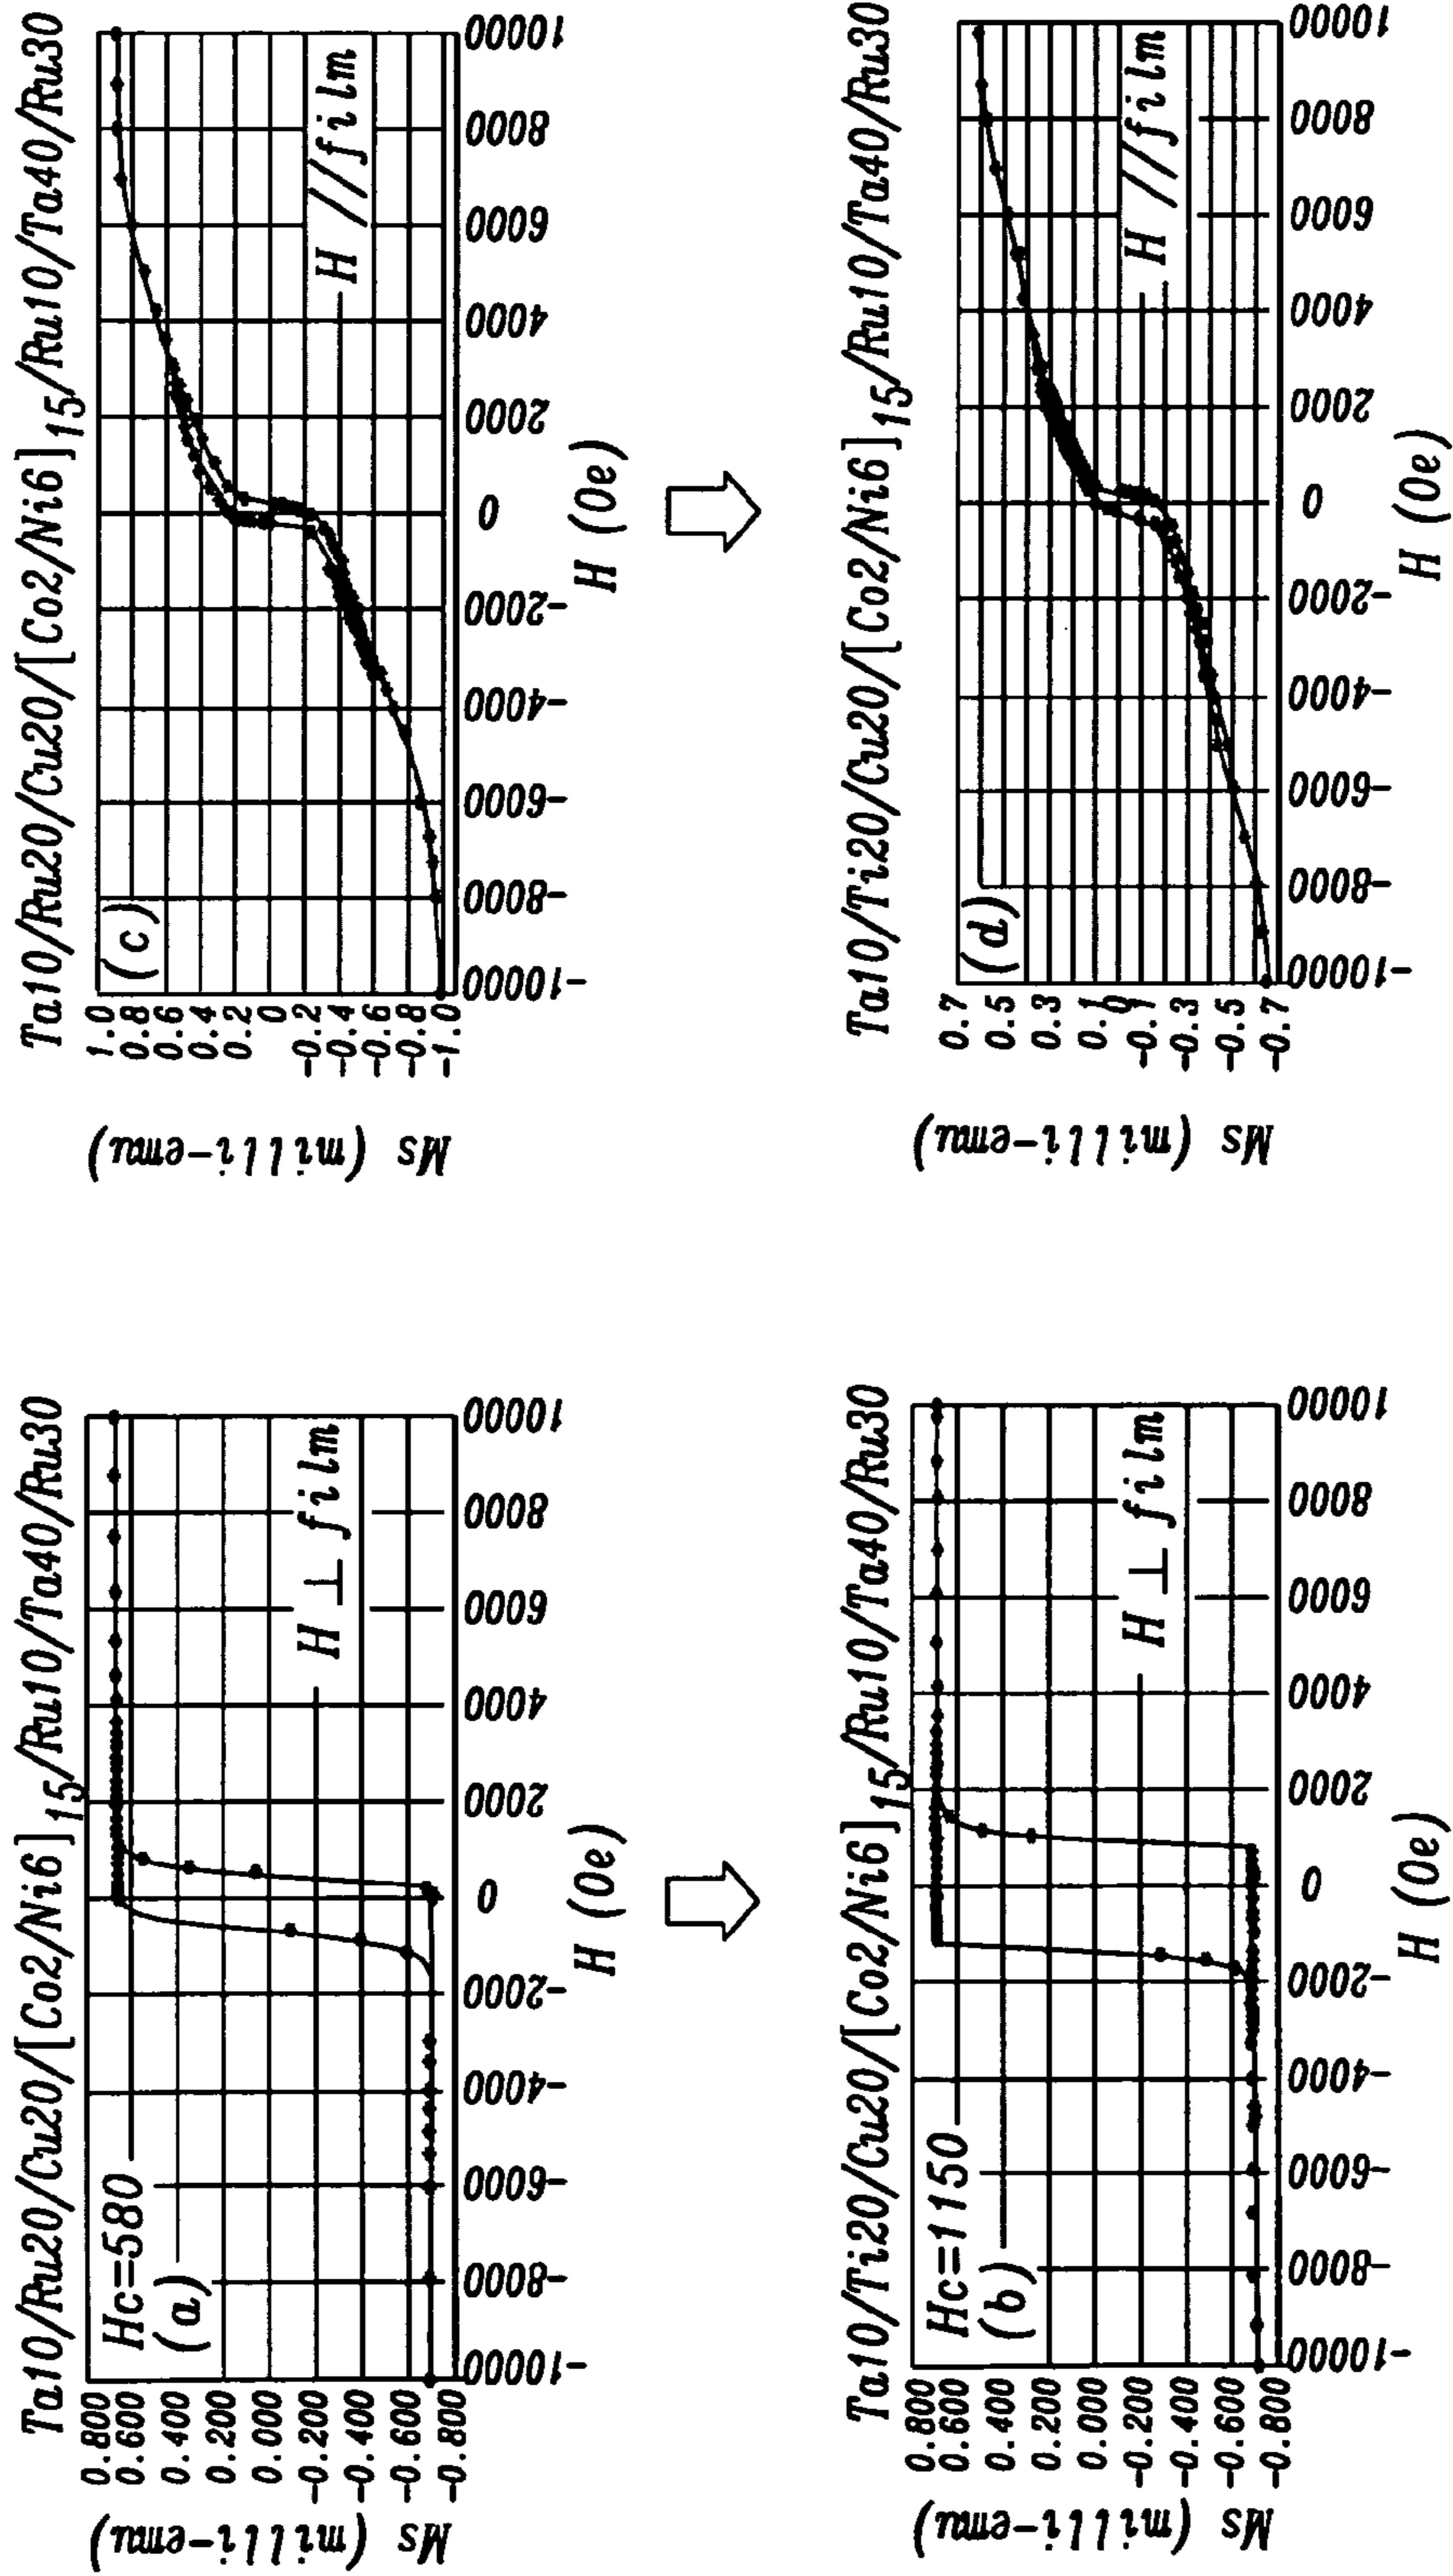 Ta10/Ru20/Cu20/[Co2/Ni6]15/Ru10/Ta40/Ru30
Ms (milli-emu)
0.800
0.600
0.400
0.200
0.000
-0.200
-0.400
-0.600
-0.800
Hc=580
(a)
H ⊥ film
-10000 -8000 -6000 -4000 -2000 0 2000 4000 6000 8000 10000
H (Oe)
Ta10/Ru20/Cu20/[Co2/Ni6]15/Ru10/Ta40/Ru30
Ms (milli-emu)
1.0
0.8
0.6
0.4
0.2
0
-0.2
-0.4
-0.6
-0.8
-1.0
(c)
H //film
-10000 -8000 -6000 -4000 -2000 0 2000 4000 6000 8000 10000
H (Oe)
Ta10/Ti20/Cu20/[Co2/Ni6]15/Ru10/Ta40/Ru30
Ms (milli-emu)
0.800
0.600
0.400
0.200
0.000
-0.200
-0.400
-0.600
-0.800
Hc=1150
(b)
H ⊥ film
-10000 -8000 -6000 -4000 -2000 0 2000 4000 6000 8000 10000
H (Oe)
Ta10/Ti20/Cu20/[Co2/Ni6]15/Ru10/Ta40/Ru30
Ms (milli-emu)
0.7
0.5
0.3
0.1
0
-0.1
-0.3
-0.5
-0.7
(d)
H //film
-10000 -8000 -6000 -4000 -2000 0 2000 4000 6000 8000 10000
H (Oe)